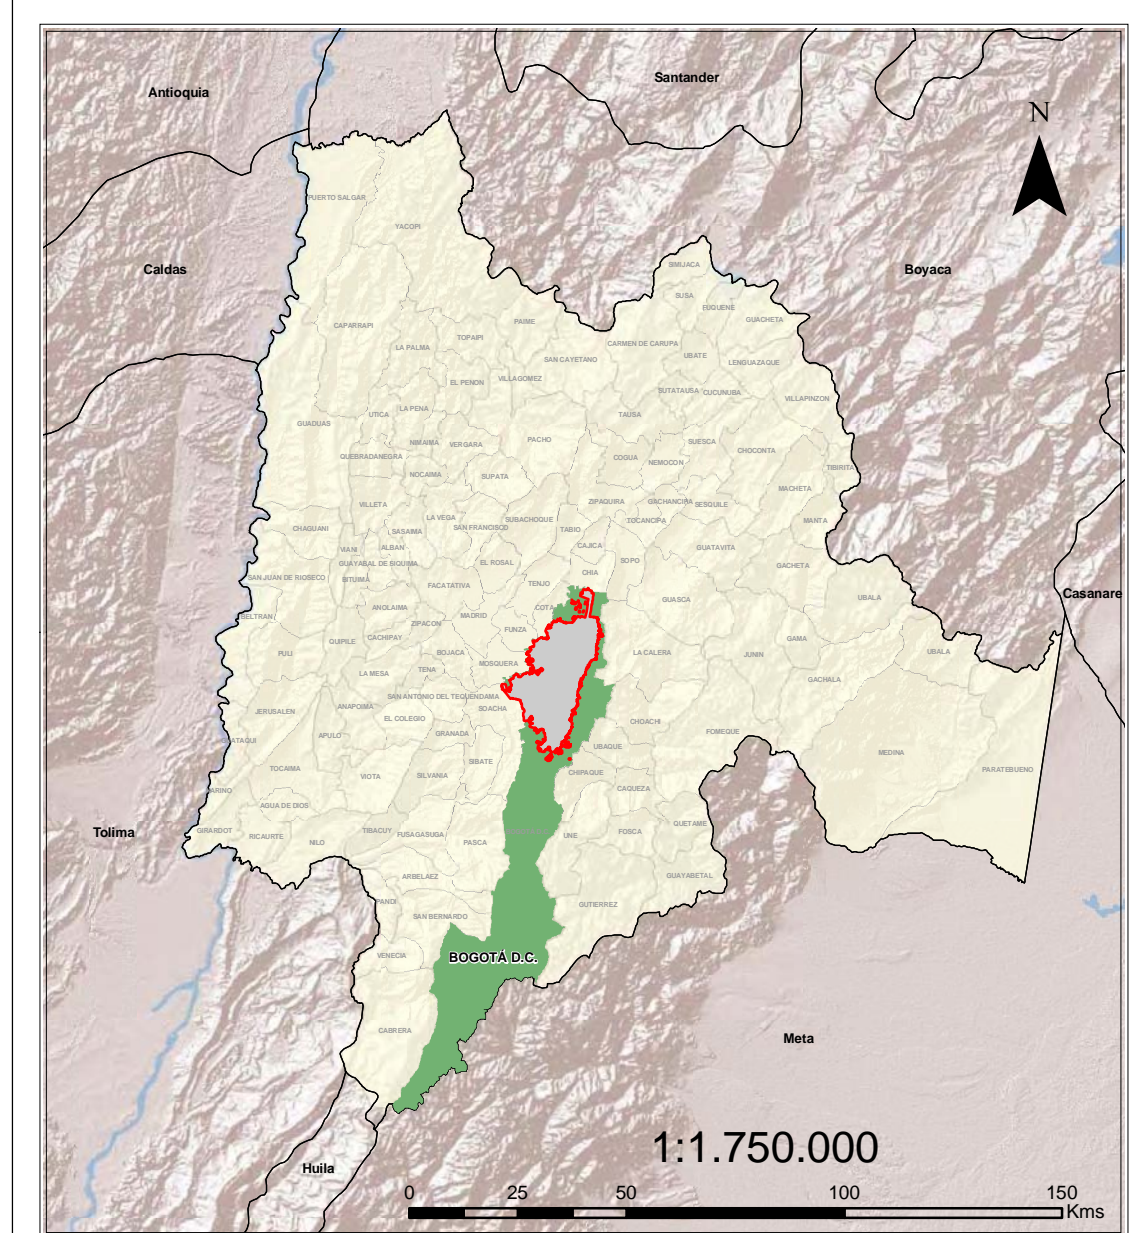 Santander
Antioquia
N
PUERTO SALGAR
YACOPI
SIMIJACA
Caldas
Boyaca
SUSA
FUQUENE
GUACHETA
CAPARRAPI
PAIME
TOPAIPI
LA PALMA
CARMEN DE CARUPA
UBATE
SAN CAYETANO
LENGUAZAQUE
EL PENON
VILLAGOMEZ
SUTATAUSA
CUCUNUBA
VILLAPINZON
UTICA
LA PENA
TAUSA
GUADUAS
NIMAIMA
VERGARA
PACHO
SUESCA
CHOCONTA
QUEBRADANEGRA
COGUA
NEMOCON
TIBIRITA
NOCAIMA
SUPATA
MACHETA
VILLETA
ZIPAQUIRA
GACHANCIPA
SESQUILE
LA VEGA
SUBACHOQUE
TOCANCIPA
MANTA
CHAGUANI
SASAIMA
SAN FRANCISCO
TABIO
VIANI
ALBAN
CAJICA
GUATAVITA
GUAYABAL DE SIQUIMA
EL ROSAL
SOPO
GACHETA
SAN JUAN DE RIOSECO
BITUIMA
FACATATIVA
TENJO
CHIA
Casanare
BELTRAN
ANOLAIMA
MADRID
COTA
GUASCA
UBALA
ZIPACON
FUNZA
QUIPILE
CACHIPAY
GAMA
PULI
BOJACA
MOSQUERA
LA CALERA
JUNIN
UBALA
LA MESA
TENA
GACHALA
SAN ANTONIO DEL TEQUENDAMA
JERUSALEN
ANAPOIMA
EL COLEGIO
SOACHA
CHOACHI
ATAQUI
APULO
GRANADA
FOMEQUE
UBAQUE
MEDINA
TOCAIMA
VIOTA
SILVANIA
SIBATE
CHIPAQUE
PARATEBUENO
ARINO
CAQUEZA
AGUA DE DIOS
Tolima
GIRARDOT
RICAURTE
NILO
TIBACUY
FUSAGASUGA
PASCA
UNE
FOSCA
QUETAME
ARBELAEZ
GUAYABETAL
PANDI
SAN BERNARDO
GUTIERREZ
VENECIA
BOGOTÁ D.C.
CABRERA
Meta
1:1.750.000
Huila
0 25 50 100 150
Kms